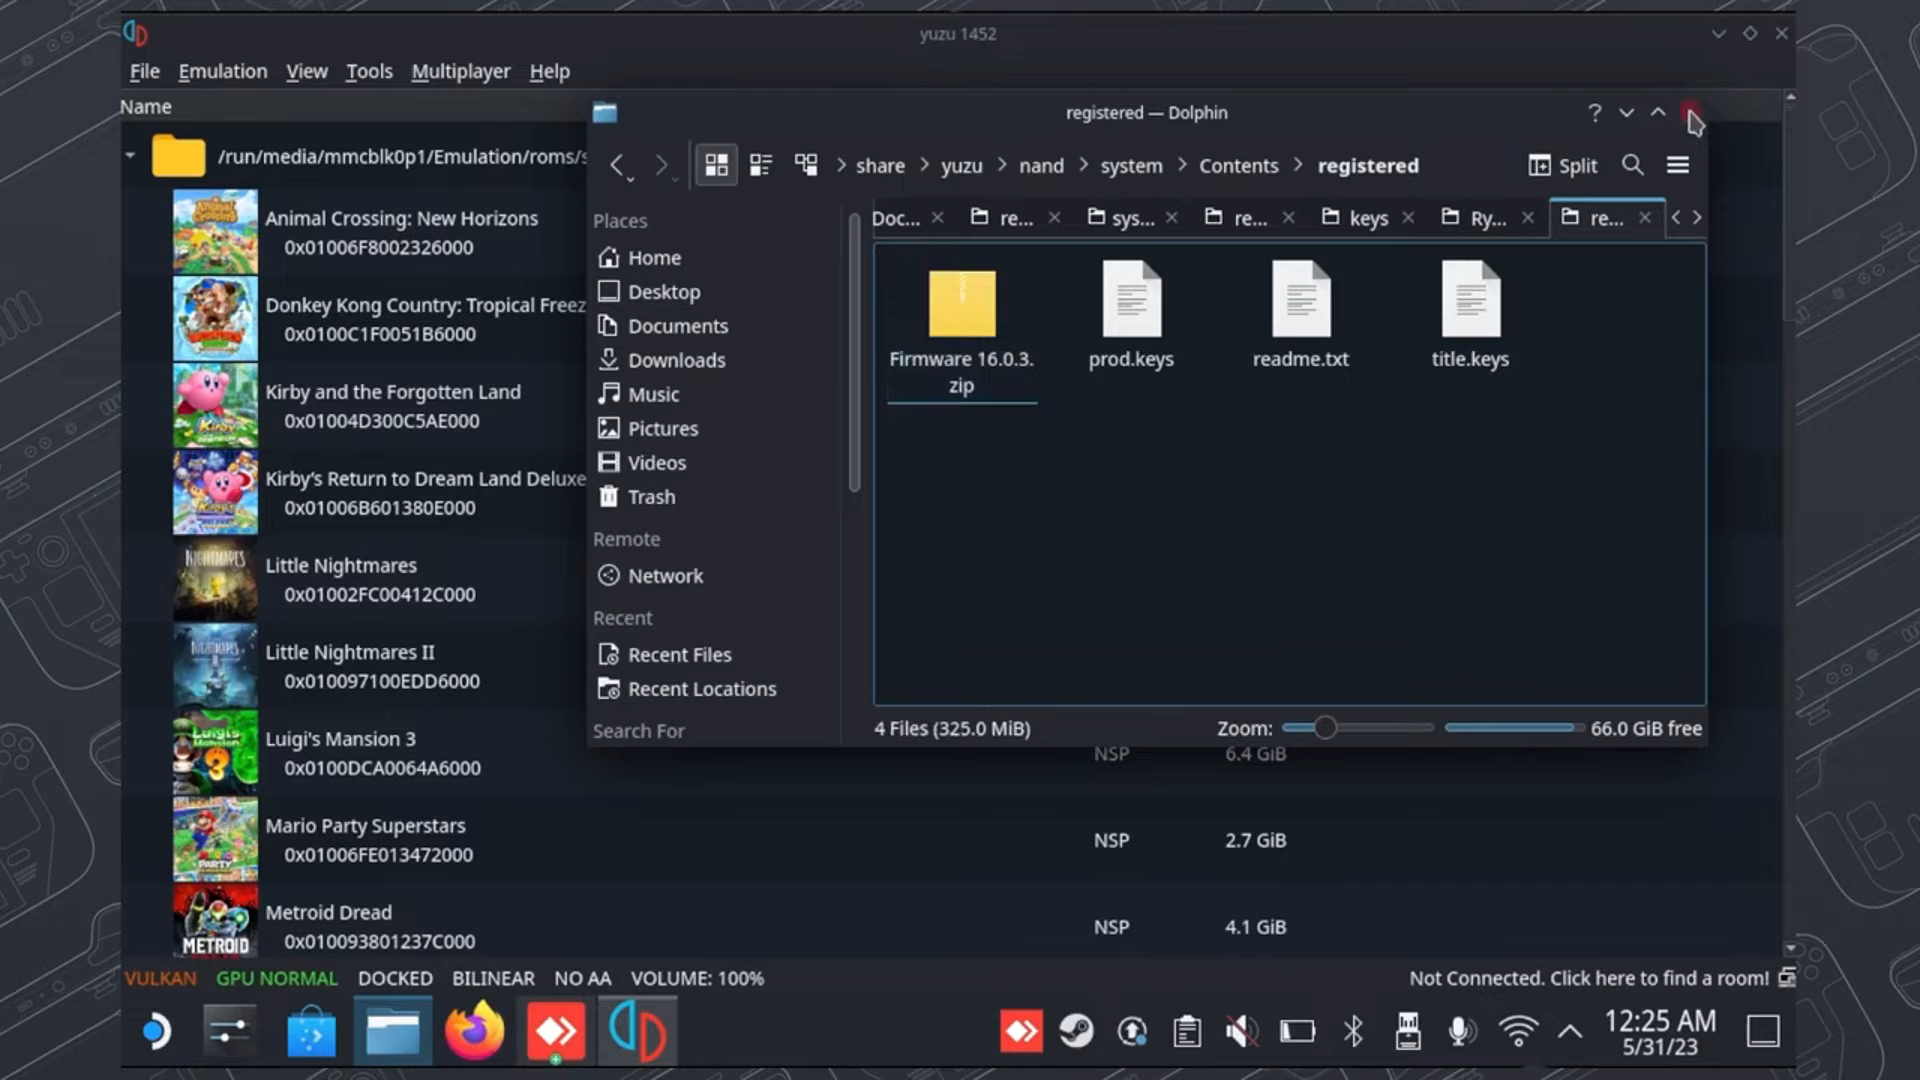 yuzu 1452
File Emulation View Tools Multiplayer Help
Name
/run/media/mmcblk0p1/Emulation/roms/s
Animal Crossing: New Horizons
0x01006F8002326000
Donkey Kong Country: Tropical Freez
0x0100C1F0051B6000
Kirby and the Forgotten Land
0x01004D300C5AE000
Kirby's Return to Dream Land Deluxe
0x01006B601380E000
Little Nightmares
0x01002FC00412C000
Little Nightmares II
0x010097100EDD6000
Luigi's Mansion 3
0x0100DCA0064A6000
NSP 6.4 GiB
Mario Party Superstars
0x01006FE013472000
NSP 2.7 GiB
Metroid Dread
0x010093801237C000
NSP 4.1 GiB
METROID
registered — Dolphin
share yuzu nand system Contents registered
Split
Doc... re... sys... re... keys Ry... re...
Places
Home
Desktop
Documents
Downloads
Music
Pictures
Videos
Trash
Remote
Network
Recent
Recent Files
Recent Locations
Search For
Firmware 16.0.3.
zip
prod.keys
readme.txt
title.keys
4 Files (325.0 MiB)
Zoom:
66.0 GiB free
VULKAN GPU NORMAL DOCKED BILINEAR NO AA VOLUME: 100%
Not Connected. Click here to find a room!
12:25 AM
5/31/23